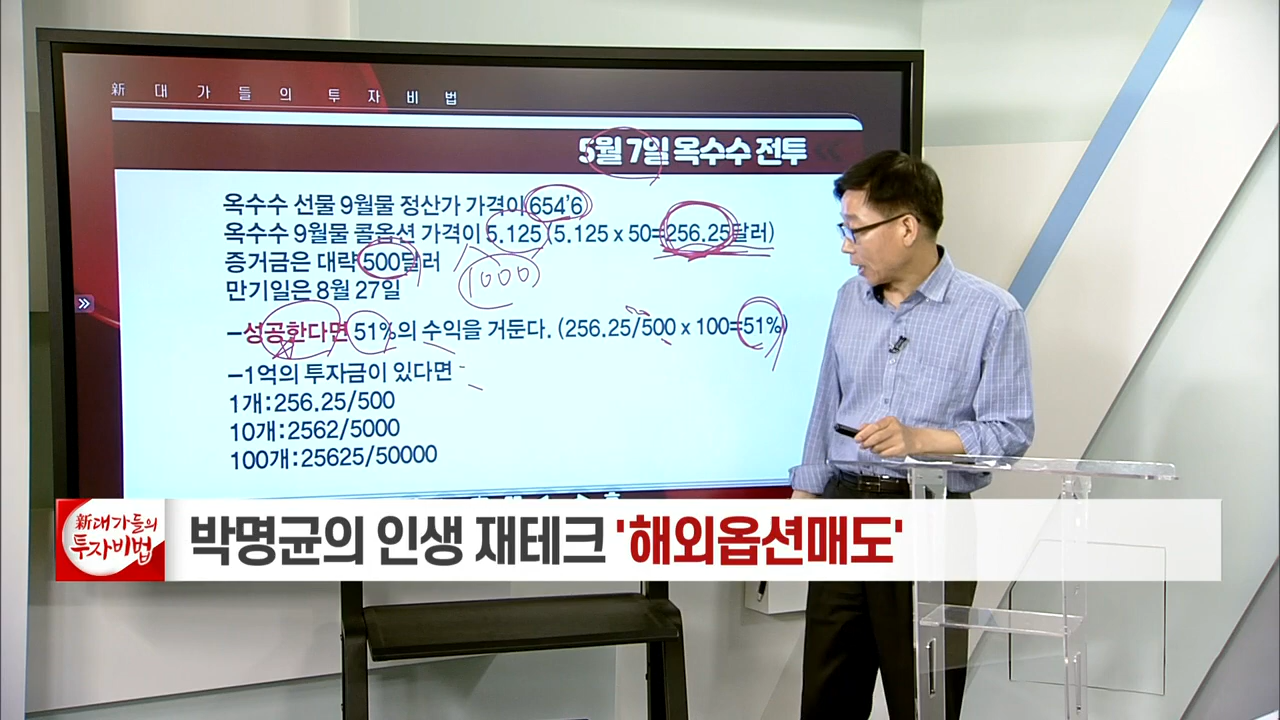 新 대 가 들 의 투 자 비 법
5월 7일 옥수수 전투
옥수수 선물 9월물 정산가 가격이 654'6
옥수수 9월물 콜옵션 가격이 5.125 (5.125 x 50=256.25달러)
증거금은 대략 500달러
1000
만기일은 8월 27일
–성공한다면 51%의 수익을 거둔다. (256.25/500 x 100=51%)
–1억의 투자금이 있다면
1개:256.25/500
10개:2562/5000
100개:25625/50000
新대가들의
투자비법
박명균의 인생 재테크 '해외옵션매도'